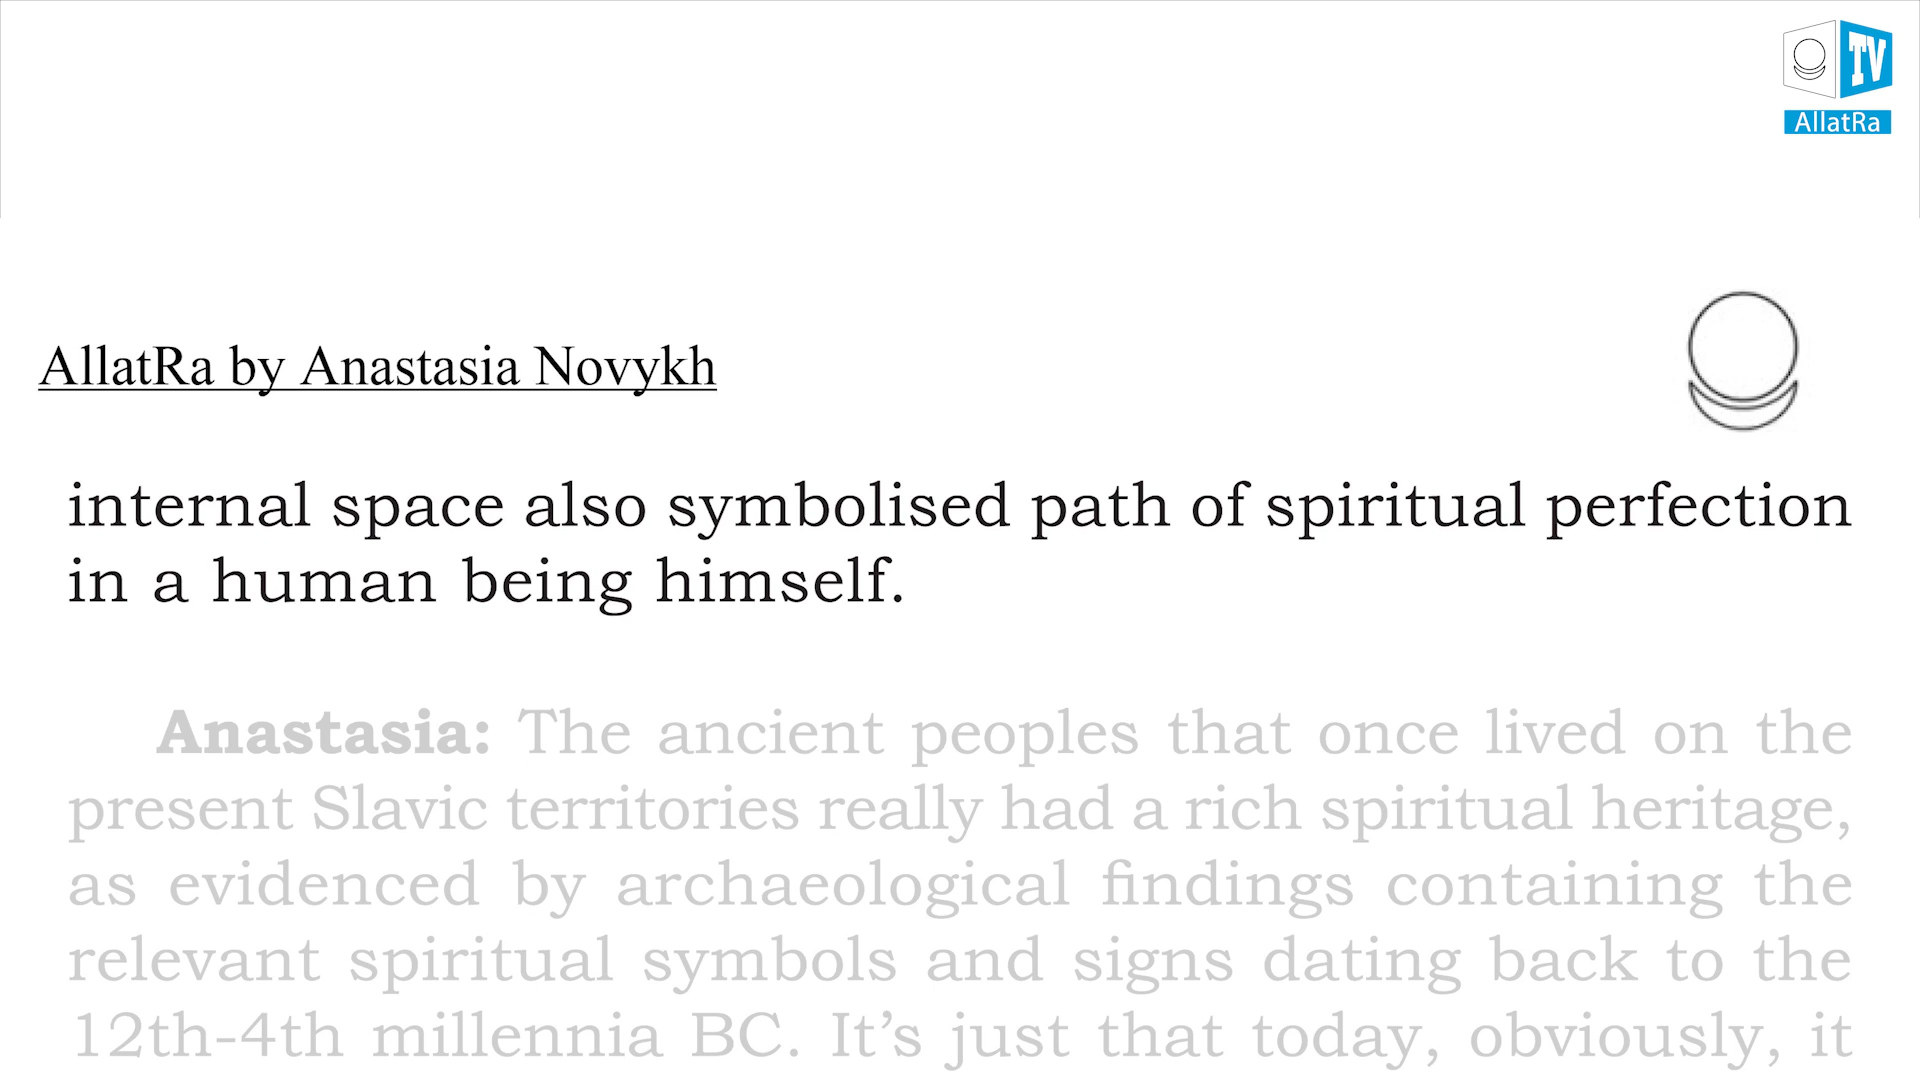 TV
AllatRa
AllatRa by Anastasia Novykh
internal space also symbolised path of spiritual perfection
in a human being himself.
Anastasia: The ancient peoples that once lived on the
present Slavic territories really had a rich spiritual heritage,
as evidenced by archaeological findings containing the
relevant spiritual symbols and signs dating back to the
12th-4th millennia BC. It’s just that today, obviously, it